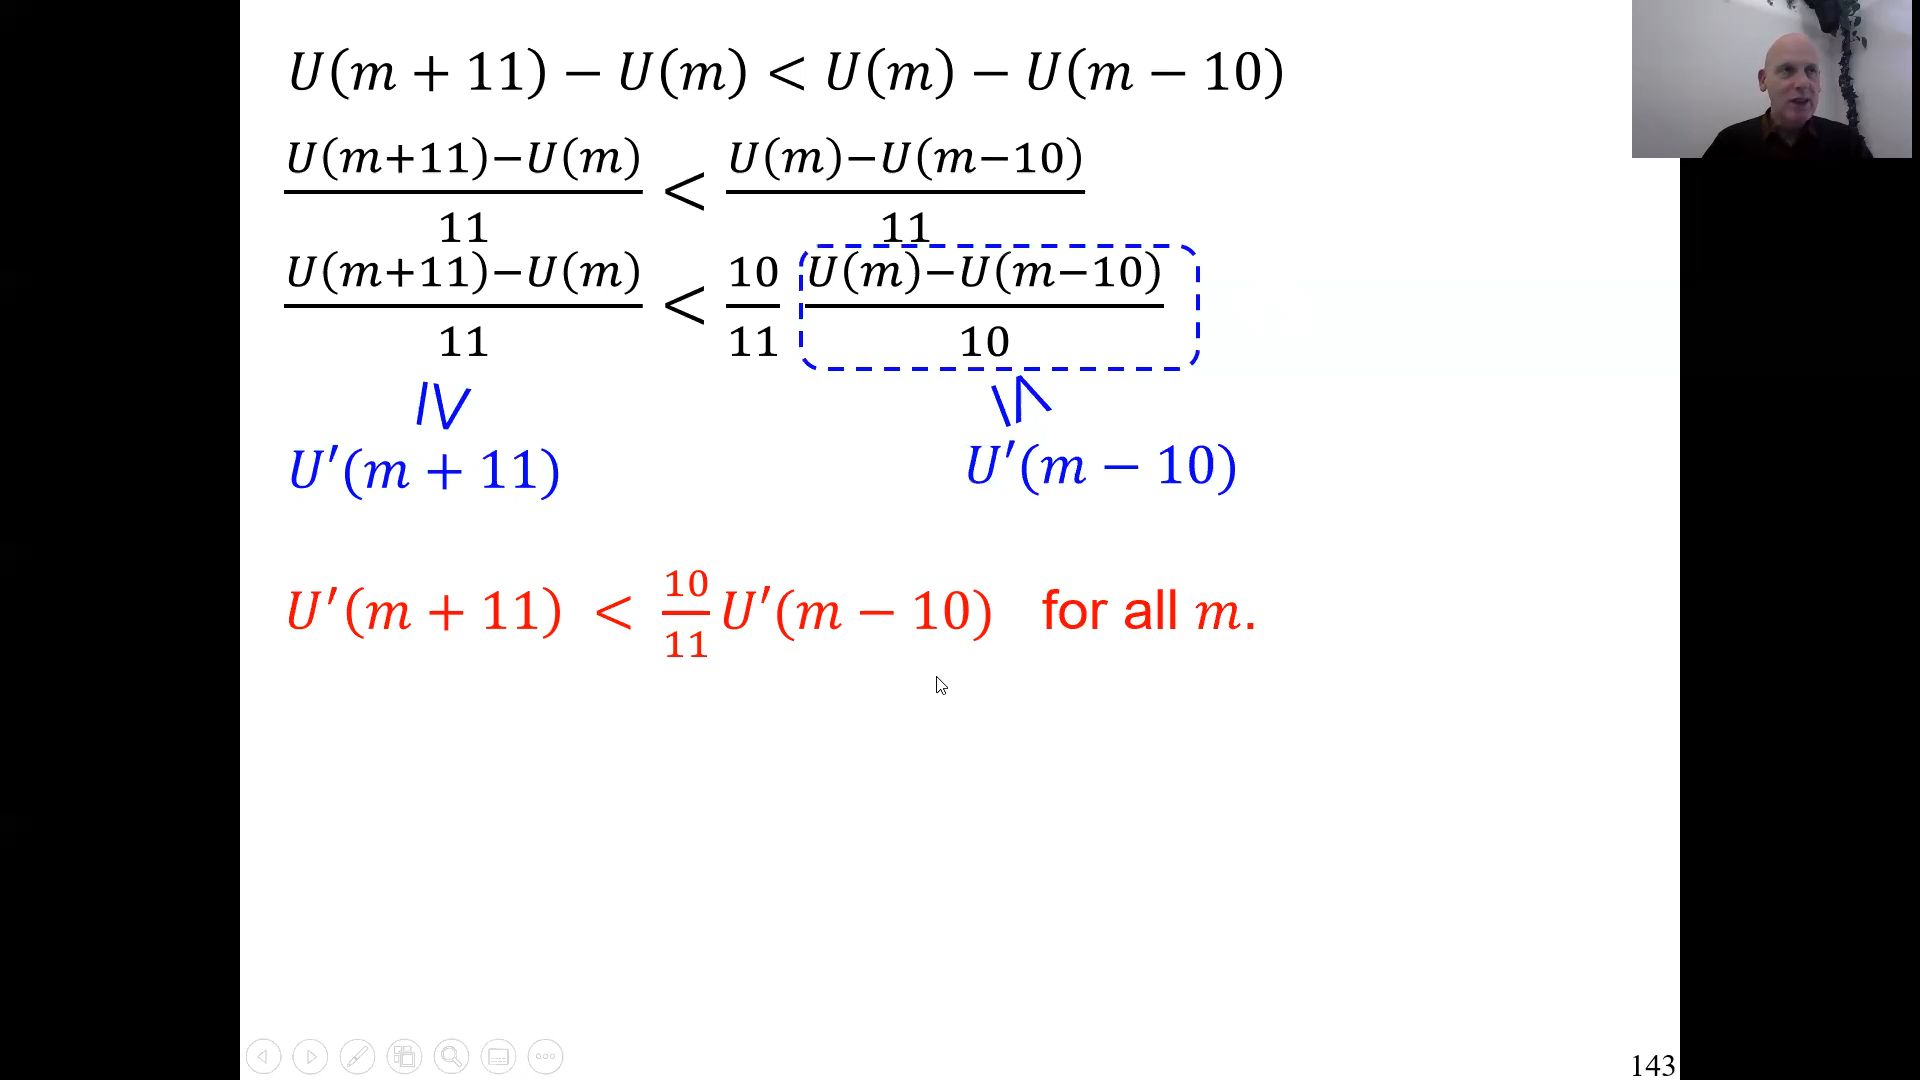 U(m + 11) − U(m) < U(m) − U(m − 10)
U(m+11)−U(m) / 11 < U(m)−U(m−10) / 11
U(m+11)−U(m) / 11 < 10/11 U(m)−U(m−10) / 10
≥ ≤
U′(m + 11) U′(m − 10)
U′(m + 11) < 10/11 U′(m − 10) for all m.
143